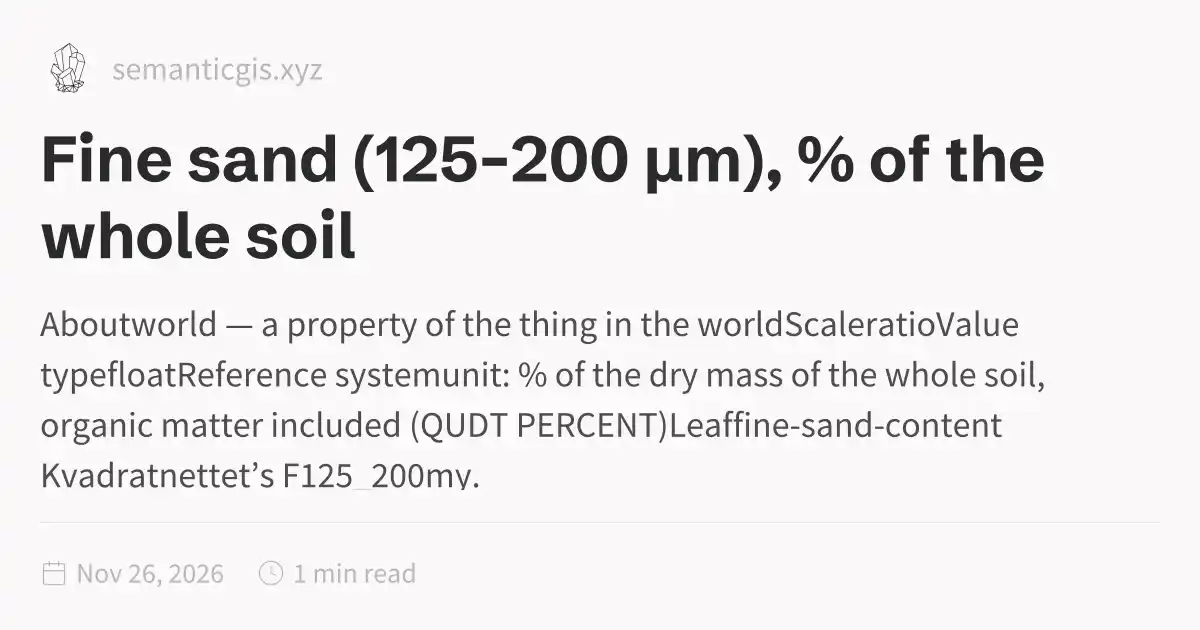 semanticgis.xyz
Fine sand (125–200 µm), % of the
whole soil
Aboutworld — a property of the thing in the worldScaleratioValue
typefloatReference systemunit: % of the dry mass of the whole soil,
organic matter included (QUDT PERCENT)Leaffine-sand-content
Kvadratnettet’s F125_200my.
Nov 26, 2026
1 min read